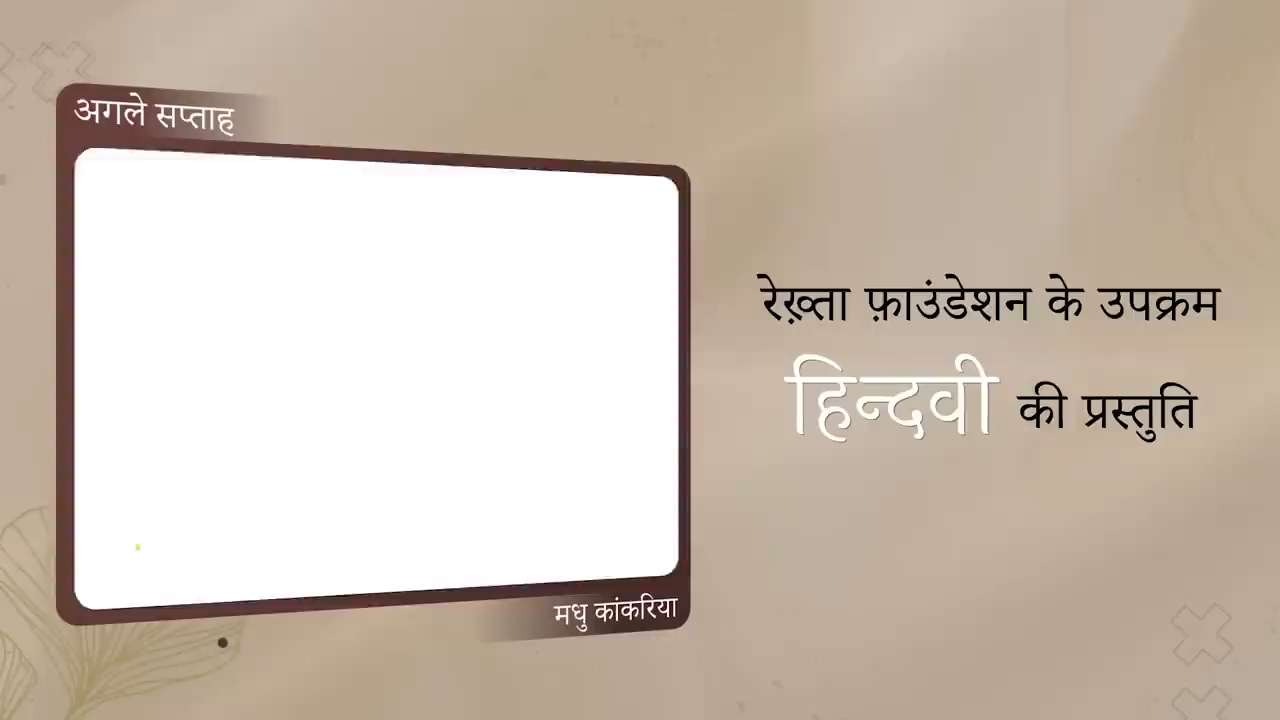 अगले सप्ताह
मधु कांकरिया
रेख़्ता फ़ाउंडेशन के उपक्रम
हिन्दवी की प्रस्तुति